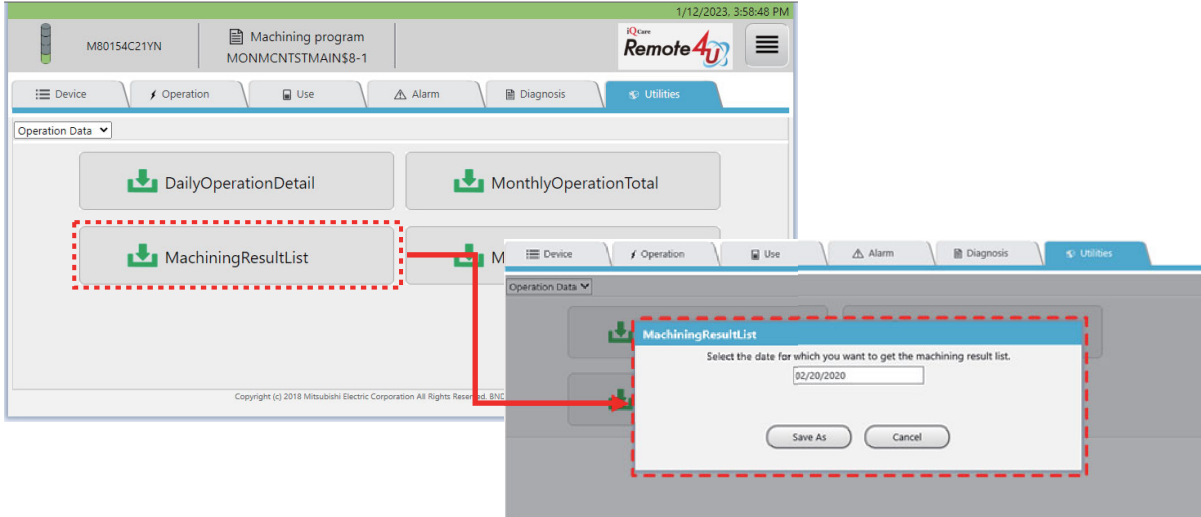 1/12/2023, 3:58:48 PM
M80154C21YN
Machining program
MONMCNTSTMAIN$8-1
iQ Care
Remote 4U
Device
Operation
Use
Alarm
Diagnosis
Utilities
Operation Data
DailyOperationDetail
MonthlyOperationTotal
MachiningResultList
M
Copyright (c) 2018 Mitsubishi Electric Corporation All Rights Reserved. BND
Device
Operation
Use
Alarm
Diagnosis
Utilities
Operation Data
MachiningResultList
Select the date for which you want to get the machining result list.
02/20/2020
Save As
Cancel